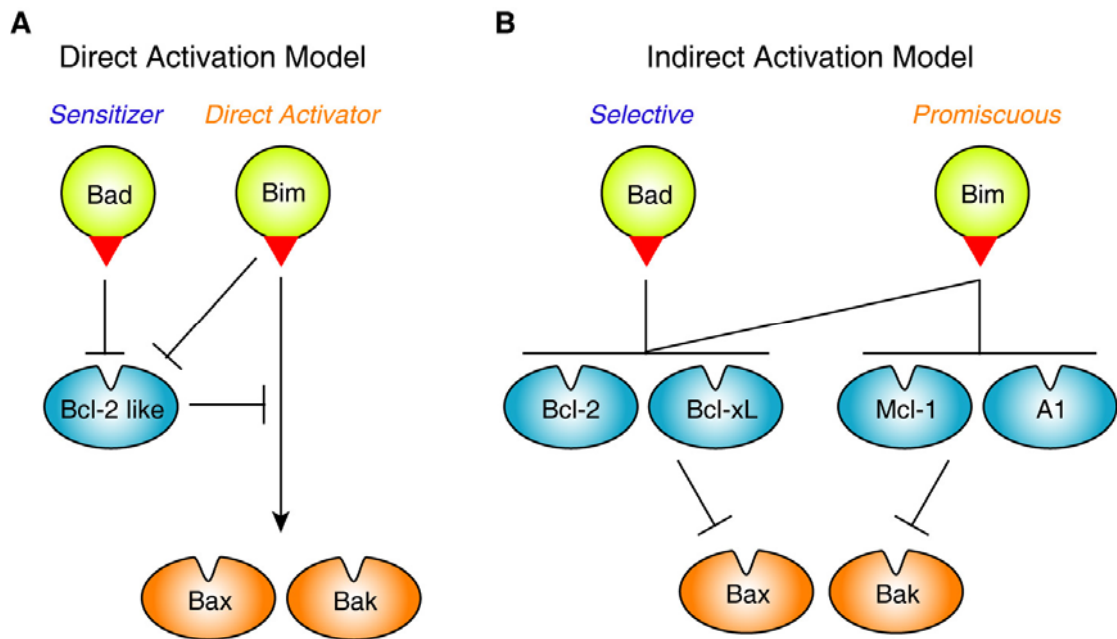 A
Direct Activation Model
Sensitizer Direct Activator
Bad Bim
Bcl-2 like
Bax Bak
B
Indirect Activation Model
Selective Promiscuous
Bad Bim
Bcl-2 Bcl-xL Mcl-1 A1
Bax Bak